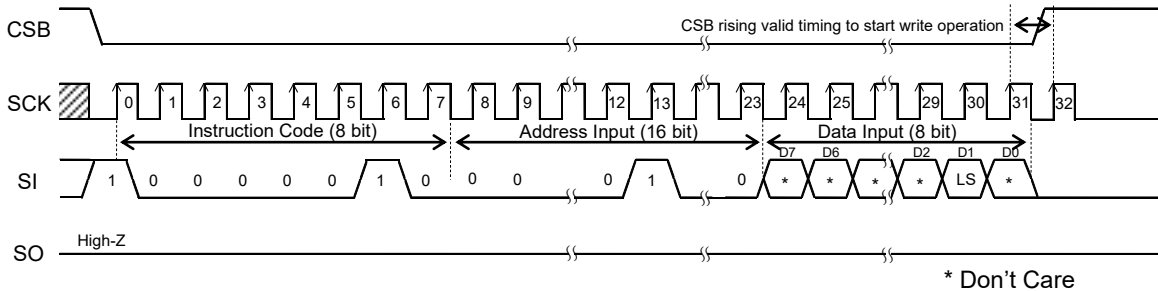 CSB
CSB rising valid timing to start write operation
SCK
0 1 2 3 4 5 6 7 8 9 12 13 23 24 25 29 30 31 32
Instruction Code (8 bit) Address Input (16 bit) Data Input (8 bit)
D7 D6 D2 D1 D0
SI 1 0 0 0 0 0 1 0 0 0 0 1 0 * * * * LS *
High-Z
SO
* Don't Care